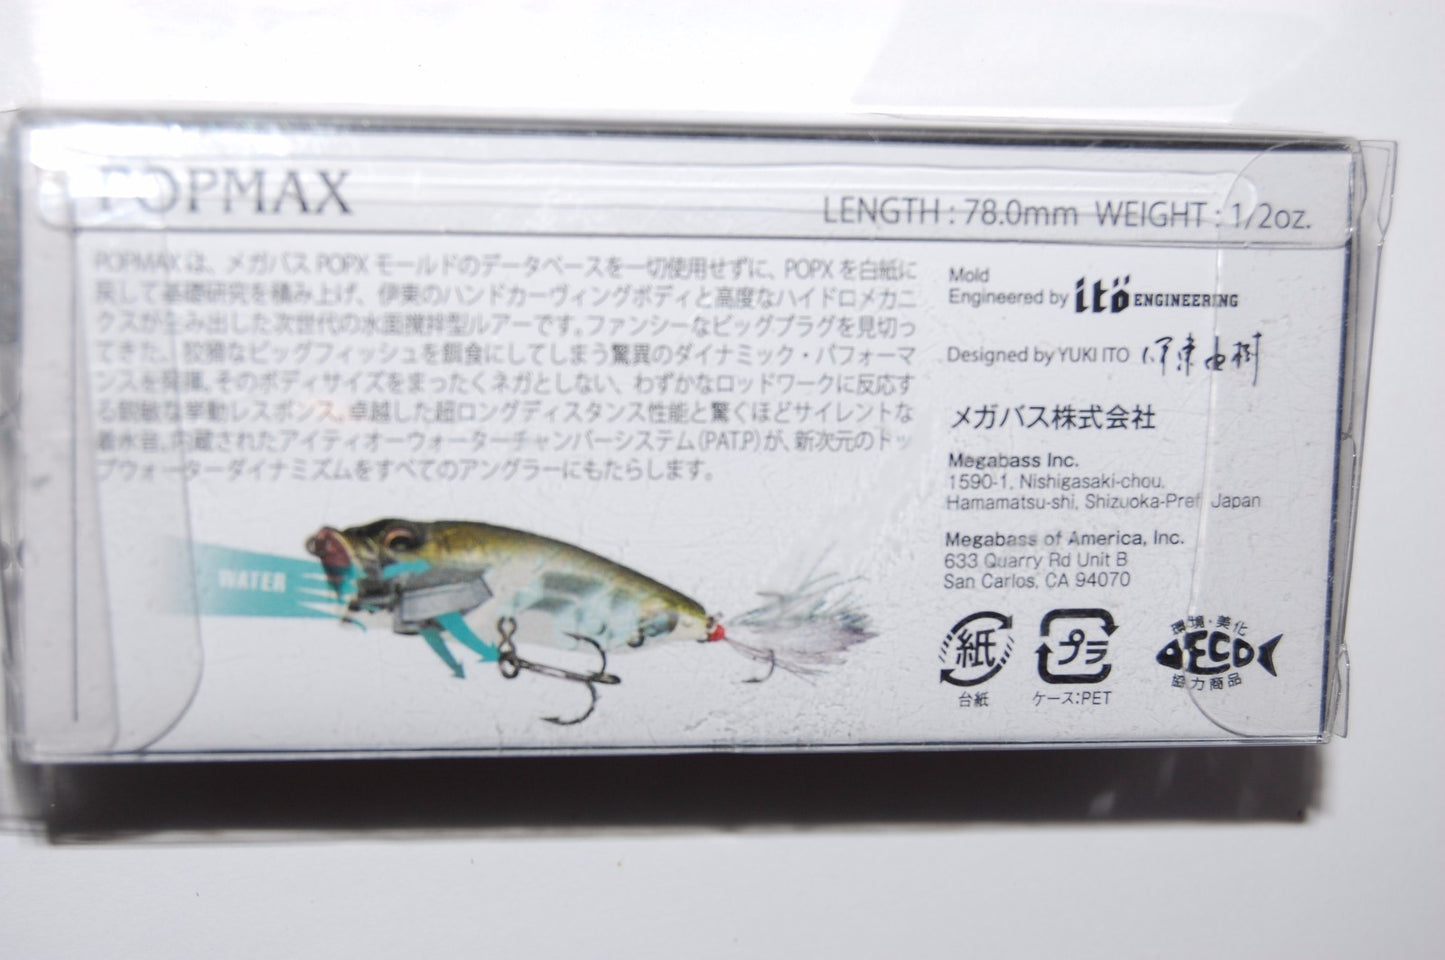 POPMAX
LENGTH : 78.0mm WEIGHT : 1/2oz.
POPMAXは、メガバス POPX モールドのデータベースを一切使用せずに、POPX を白紙に
戻して基礎研究を積み上げ、伊東のハンドカーヴィングボディと高度なハイドロメカニ
クスが生み出した次世代の水面攪拌型ルアーです。ファンシーなビッグプラグを見切っ
てきた、狡猾なビッグフィッシュを餌食にしてしまう驚異のダイナミック・パフォーマ
ンスを発揮。そのボディサイズをまったくネガとしない、わずかなロッドワークに反応す
る鋭敏な挙動レスポンス。卓越した超ロングディスタンス性能と驚くほどサイレントな
着水音。内蔵されたアイティオーウォーターチャンバーシステム(PAT.P)が、新次元のトッ
プウォーターダイナミズムをすべてのアングラーにもたらします。
WATER
Mold
Engineered by itö ENGINEERING
Designed by YUKI ITO 伊東由樹
メガバス株式会社
Megabass Inc.
1590-1, Nishigasaki-chou,
Hamamatsu-shi, Shizuoka-Pref. Japan
Megabass of America, Inc.
633 Quarry Rd Unit B
San Carlos, CA 94070
紙
台紙
プラ
ケース:PET
環境・美化
ECO
協力商品